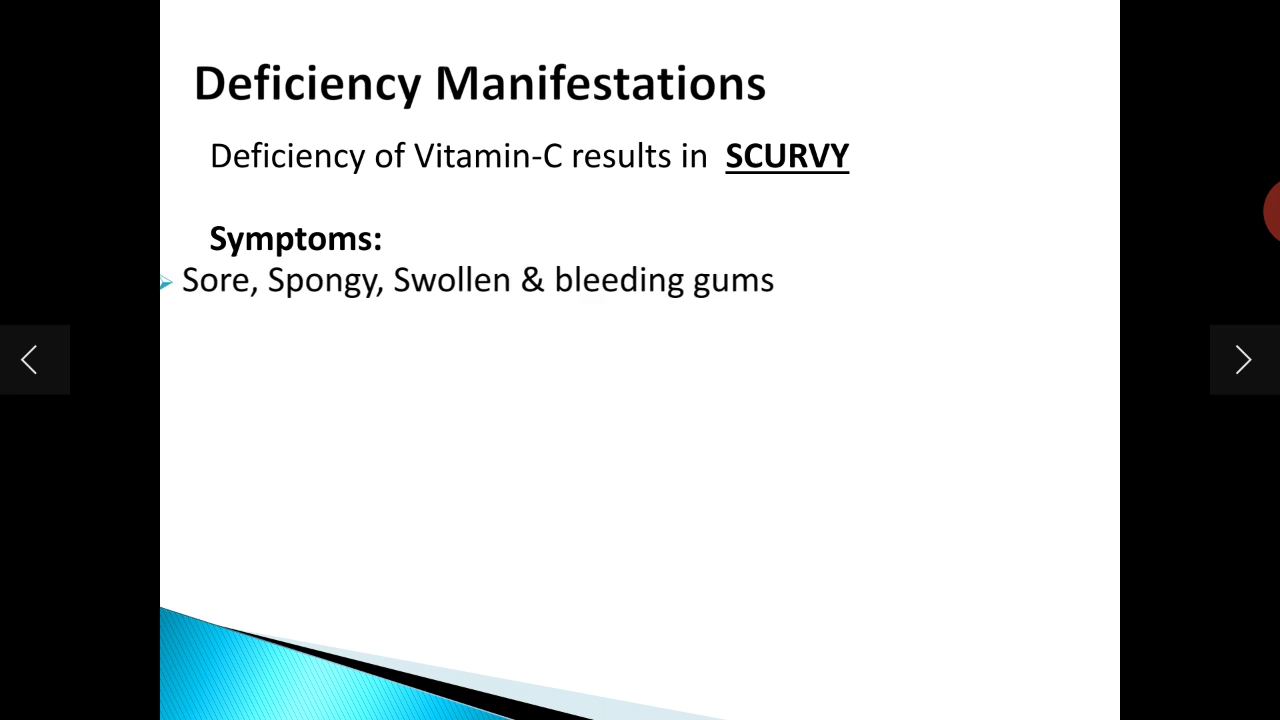 Deficiency Manifestations
Deficiency of Vitamin-C results in SCURVY
Symptoms:
Sore, Spongy, Swollen & bleeding gums